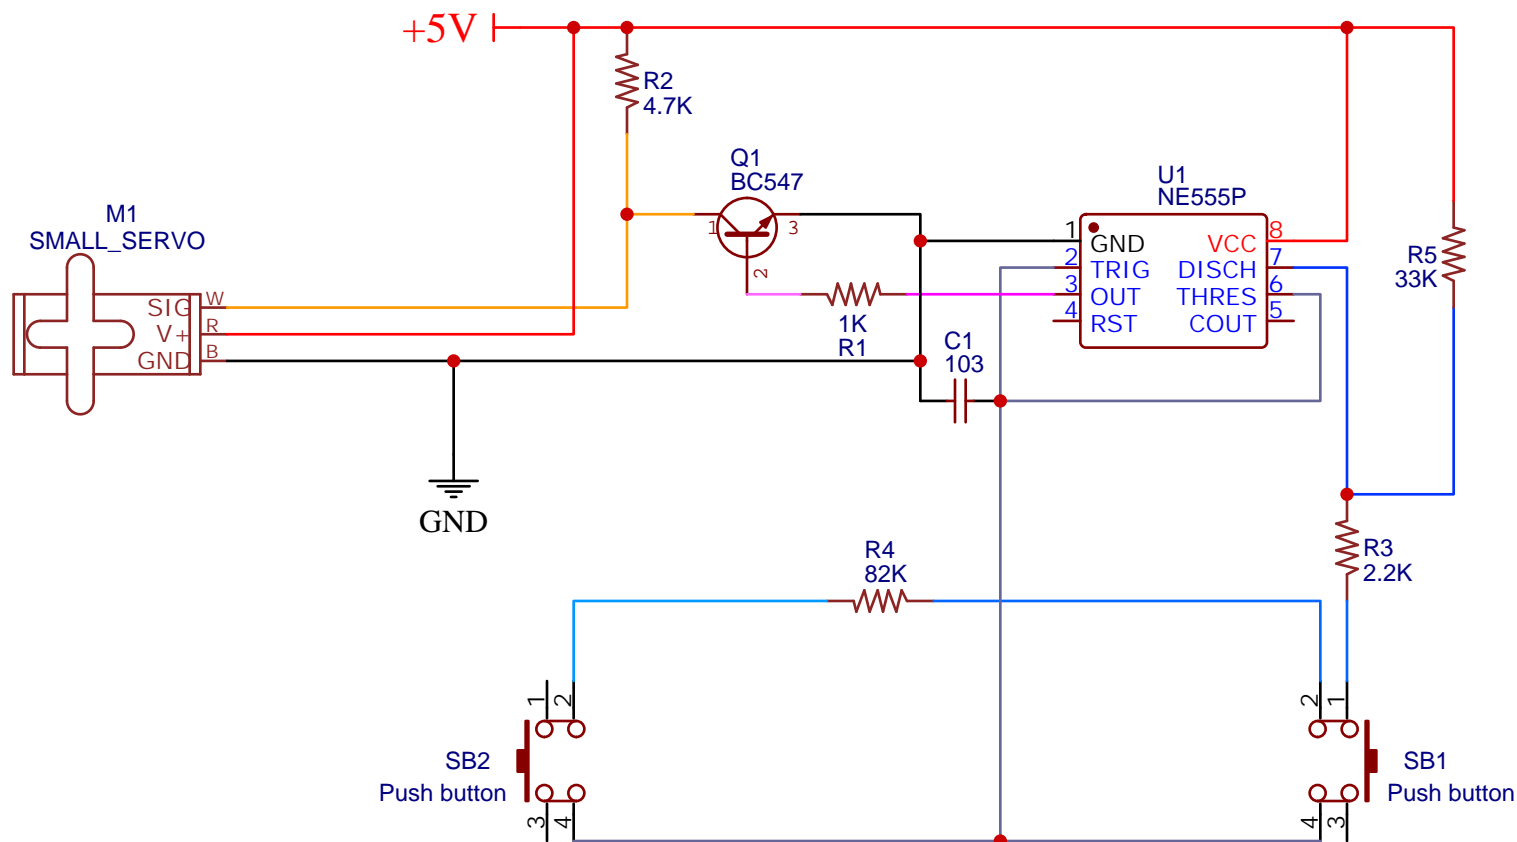 +5V
R2
4.7K
Q1
BC547
1
3
2
U1
NE555P
1 GND VCC 8
2 TRIG DISCH 7
3 OUT THRES 6
4 RST COUT 5
R5
33K
M1
SMALL_SERVO
SIG W
V+ R
GND B
1K
R1
C1
103
GND
R4
82K
R3
2.2K
1 2
SB2
Push button
3 4
2 1
SB1
Push button
4 3